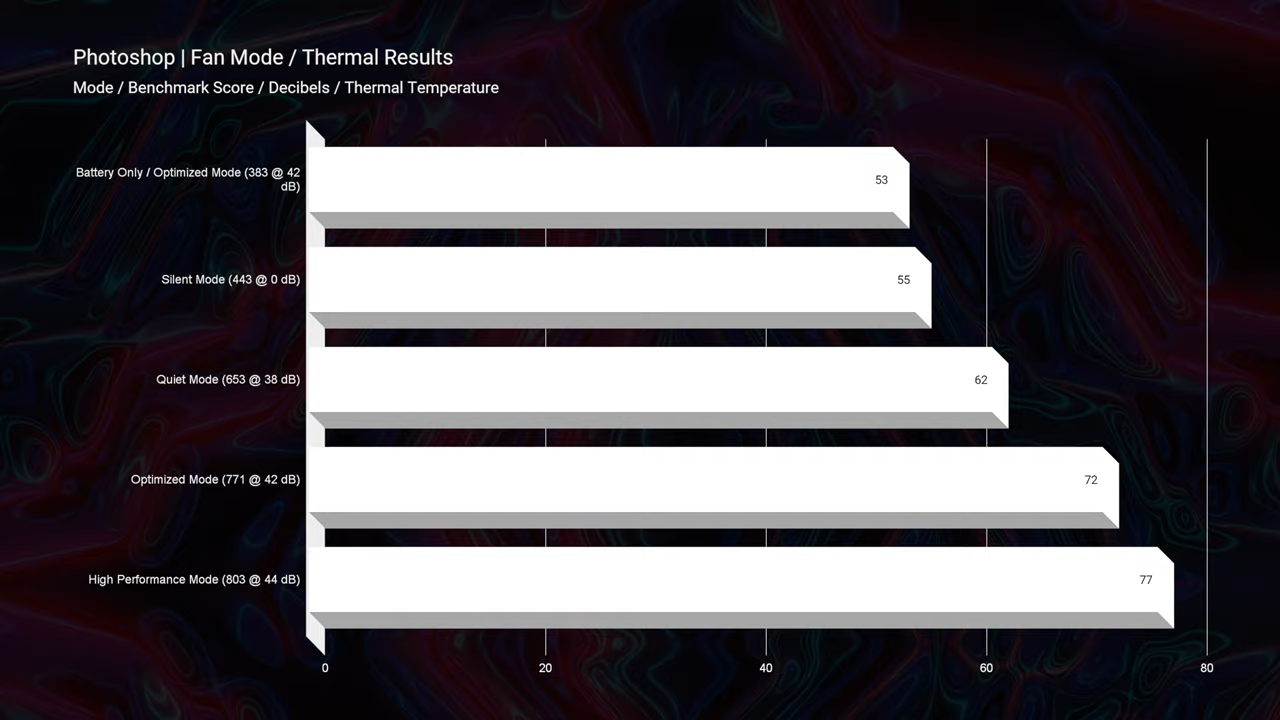 Photoshop | Fan Mode / Thermal Results
Mode / Benchmark Score / Decibels / Thermal Temperature
Battery Only / Optimized Mode (383 @ 42
dB)
53
Silent Mode (443 @ 0 dB)
55
Quiet Mode (653 @ 38 dB)
62
Optimized Mode (771 @ 42 dB)
72
High Performance Mode (803 @ 44 dB)
77
0
20
40
60
80